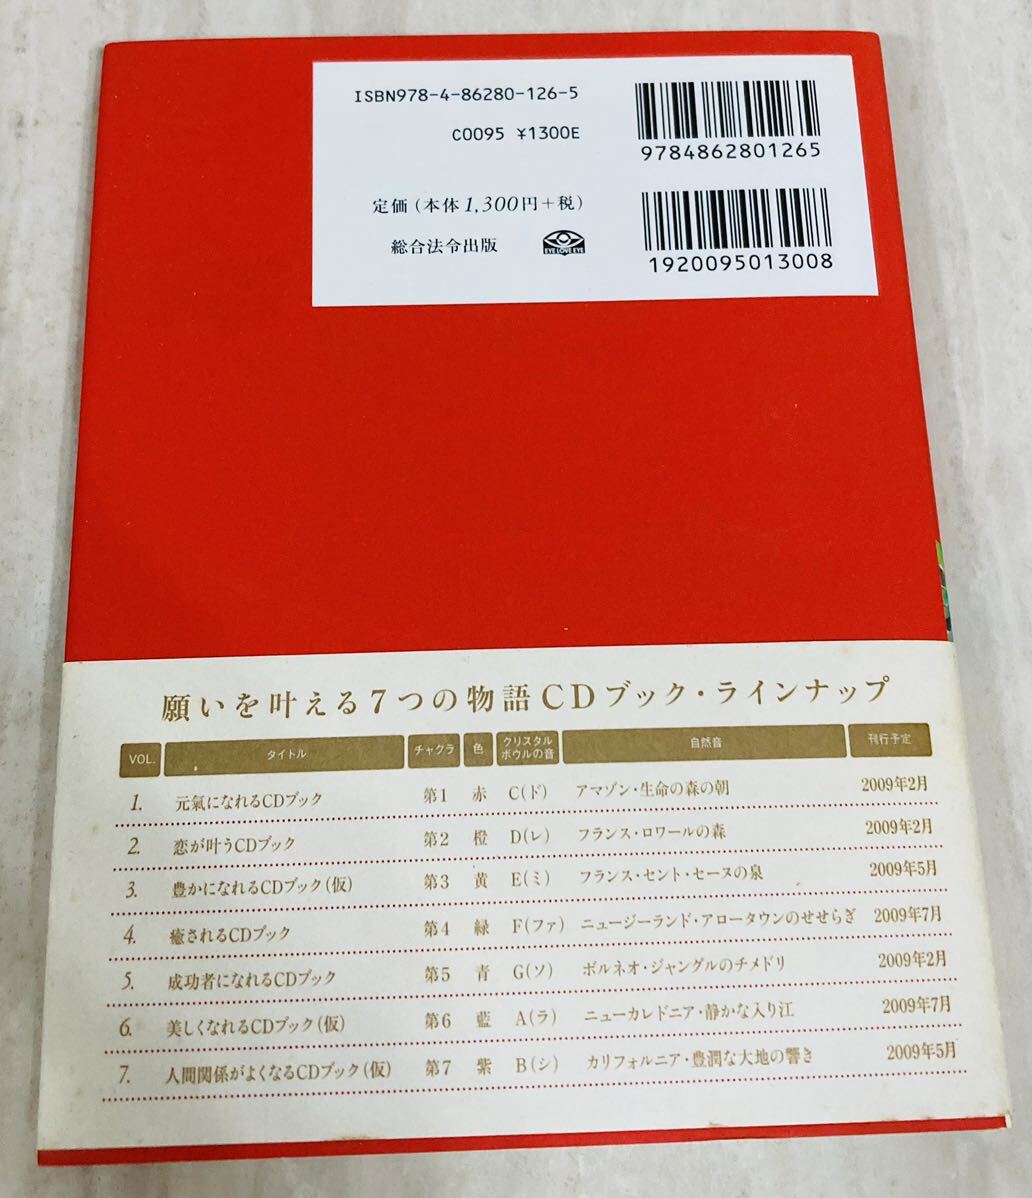 ISBN978-4-86280-126-5
C0095 ¥1300E
9784862801265
定価（本体1,300円＋税）
総合法令出版
EYE LOVE EYE
1920095013008
願いを叶える7つの物語CDブック・ラインナップ
VOL. タイトル チャクラ 色 クリスタルボウルの音 自然音 刊行予定
1. 元氣になれるCDブック 第1 赤 C(ド) アマゾン・生命の森の朝 2009年2月
2. 恋が叶うCDブック 第2 橙 D(レ) フランス・ロワールの森 2009年2月
3. 豊かになれるCDブック(仮) 第3 黄 E(ミ) フランス・セント・セーヌの泉 2009年5月
4. 癒されるCDブック 第4 緑 F(ファ) ニュージーランド・アロータウンのせせらぎ 2009年7月
5. 成功者になれるCDブック 第5 青 G(ソ) ボルネオ・ジャングルのチメドリ 2009年2月
6. 美しくなれるCDブック(仮) 第6 藍 A(ラ) ニューカレドニア・静かな入り江 2009年7月
7. 人間関係がよくなるCDブック(仮) 第7 紫 B(シ) カリフォルニア・豊潤な大地の響き 2009年5月